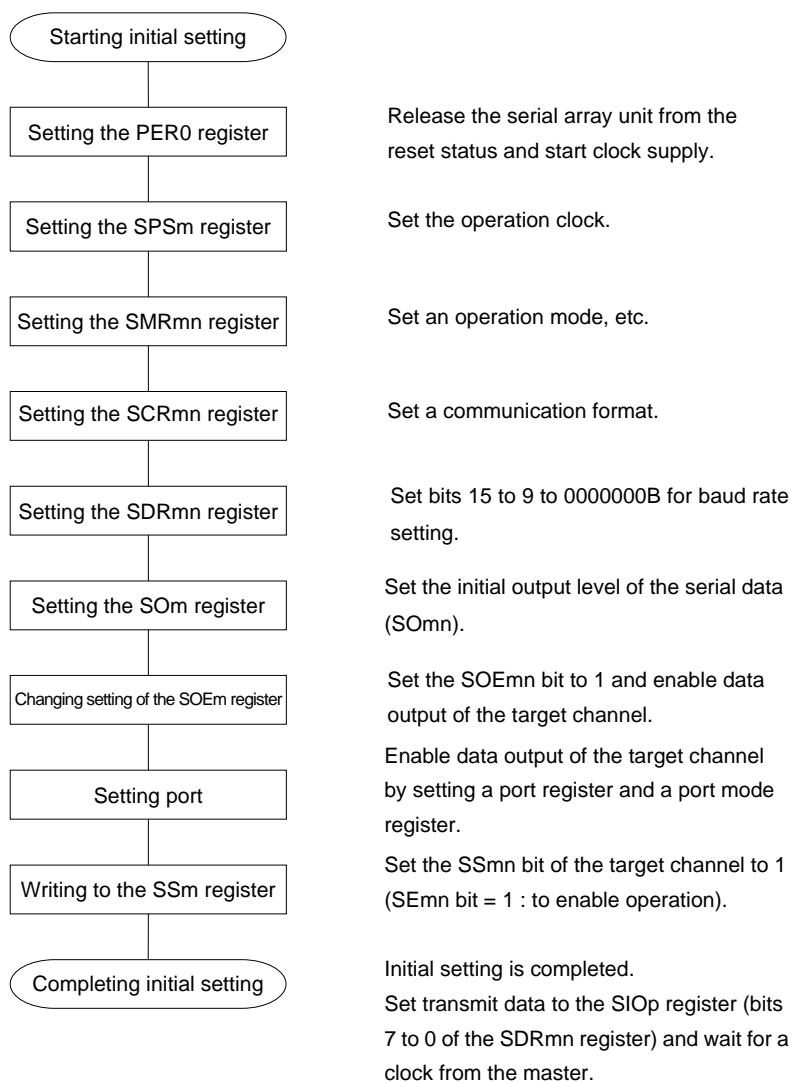 Starting initial setting
Setting the PER0 register
Release the serial array unit from the
reset status and start clock supply.
Setting the SPSm register
Set the operation clock.
Setting the SMRmn register
Set an operation mode, etc.
Setting the SCRmn register
Set a communication format.
Setting the SDRmn register
Set bits 15 to 9 to 0000000B for baud rate
setting.
Setting the SOm register
Set the initial output level of the serial data
(SOmn).
Changing setting of the SOEm register
Set the SOEmn bit to 1 and enable data
output of the target channel.
Setting port
Enable data output of the target channel
by setting a port register and a port mode
register.
Writing to the SSm register
Set the SSmn bit of the target channel to 1
(SEmn bit = 1 : to enable operation).
Completing initial setting
Initial setting is completed.
Set transmit data to the SIOp register (bits
7 to 0 of the SDRmn register) and wait for a
clock from the master.